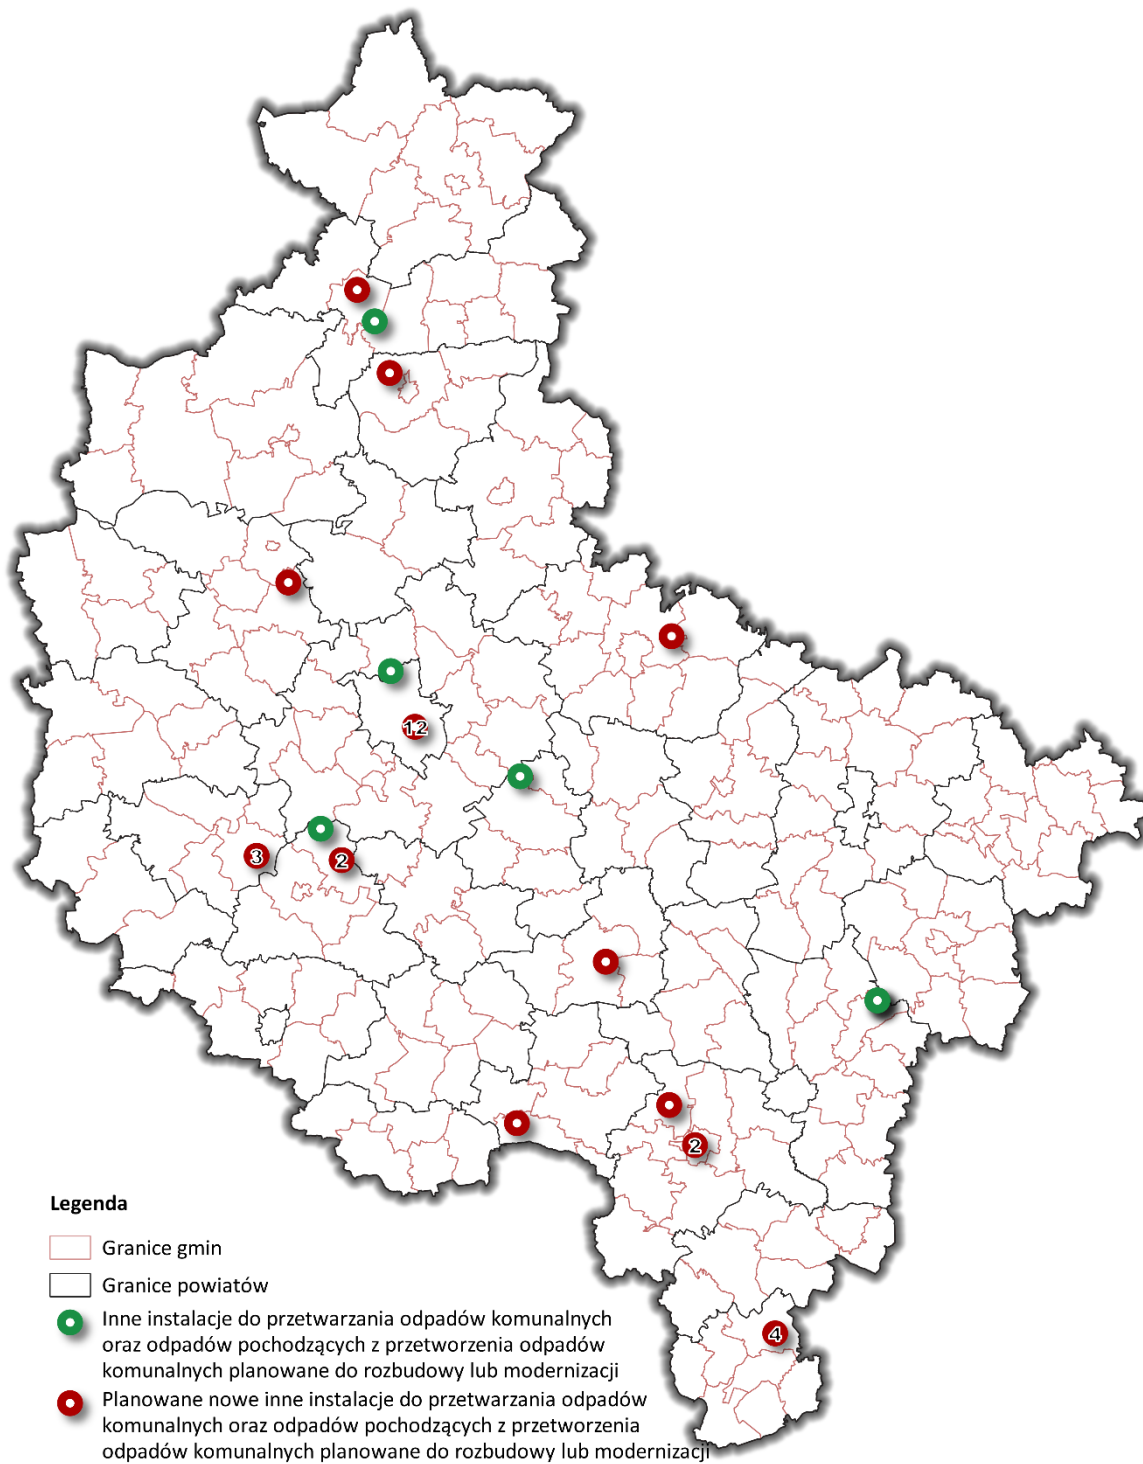 12
3
2
2
4
Legenda
Granice gmin
Granice powiatów
Inne instalacje do przetwarzania odpadów komunalnych
oraz odpadów pochodzących z przetworzenia odpadów
komunalnych planowane do rozbudowy lub modernizacji
Planowane nowe inne instalacje do przetwarzania odpadów
komunalnych oraz odpadów pochodzących z przetworzenia
odpadów komunalnych planowane do rozbudowy lub modernizacji